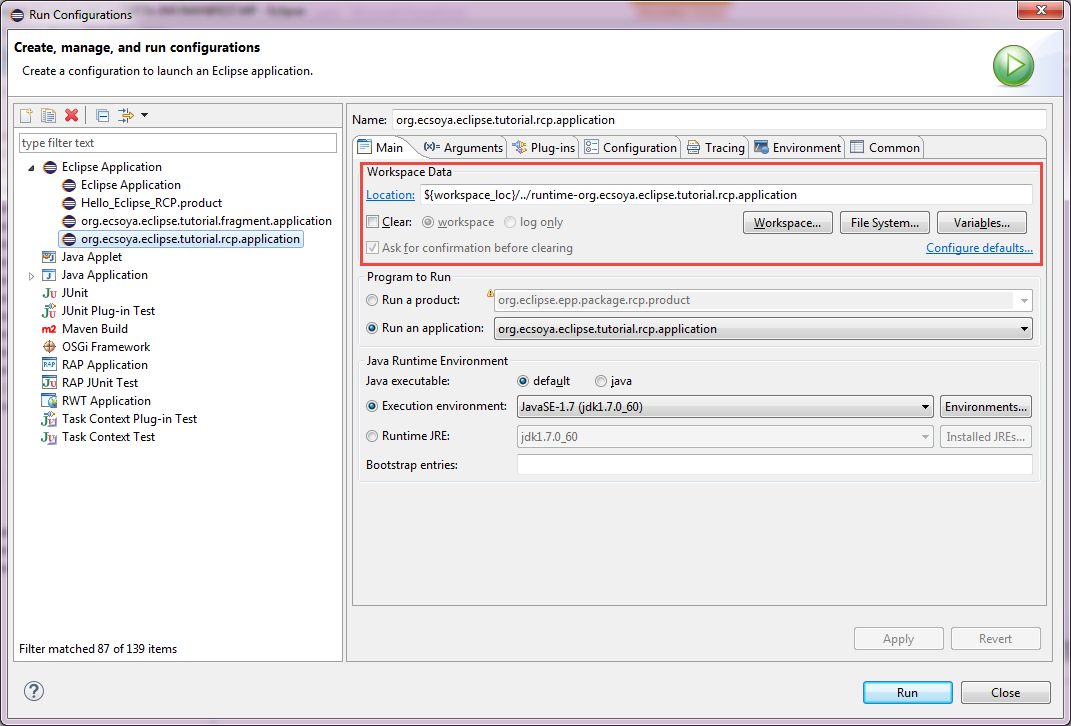 Run Configurations
Create, manage, and run configurations
Create a configuration to launch an Eclipse application.
type filter text
Eclipse Application
Eclipse Application
Hello_Eclipse_RCP.product
org.ecsoya.eclipse.tutorial.fragment.application
org.ecsoya.eclipse.tutorial.rcp.application
Java Applet
Java Application
JUnit
JUnit Plug-in Test
Maven Build
OSGi Framework
RAP Application
RAP JUnit Test
RWT Application
Task Context Plug-in Test
Task Context Test
Filter matched 87 of 139 items
Name: org.ecsoya.eclipse.tutorial.rcp.application
Main (x)= Arguments Plug-ins Configuration Tracing Environment Common
Workspace Data
Location: ${workspace_loc}/../runtime-org.ecsoya.eclipse.tutorial.rcp.application
Clear: workspace log only Workspace... File System... Variables...
Ask for confirmation before clearing Configure defaults...
Program to Run
Run a product: org.eclipse.epp.package.rcp.product
Run an application: org.ecsoya.eclipse.tutorial.rcp.application
Java Runtime Environment
Java executable: default java
Execution environment: JavaSE-1.7 (jdk1.7.0_60) Environments...
Runtime JRE: jdk1.7.0_60 Installed JREs...
Bootstrap entries:
Apply Revert
Run Close